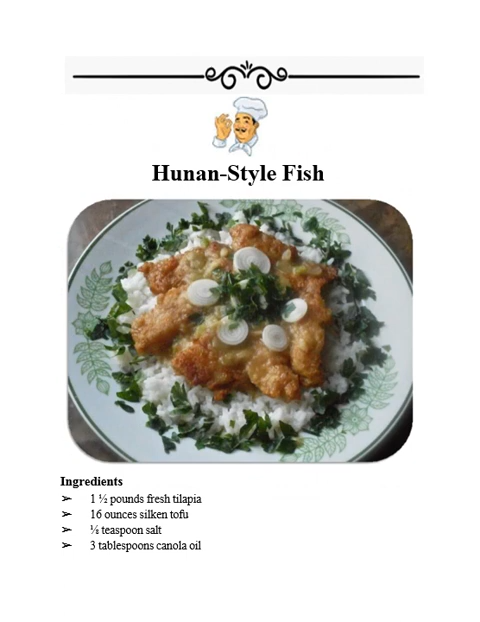 Hunan-Style Fish
Ingredients
➢ 1 ½ pounds fresh tilapia
➢ 16 ounces silken tofu
➢ ⅛ teaspoon salt
➢ 3 tablespoons canola oil